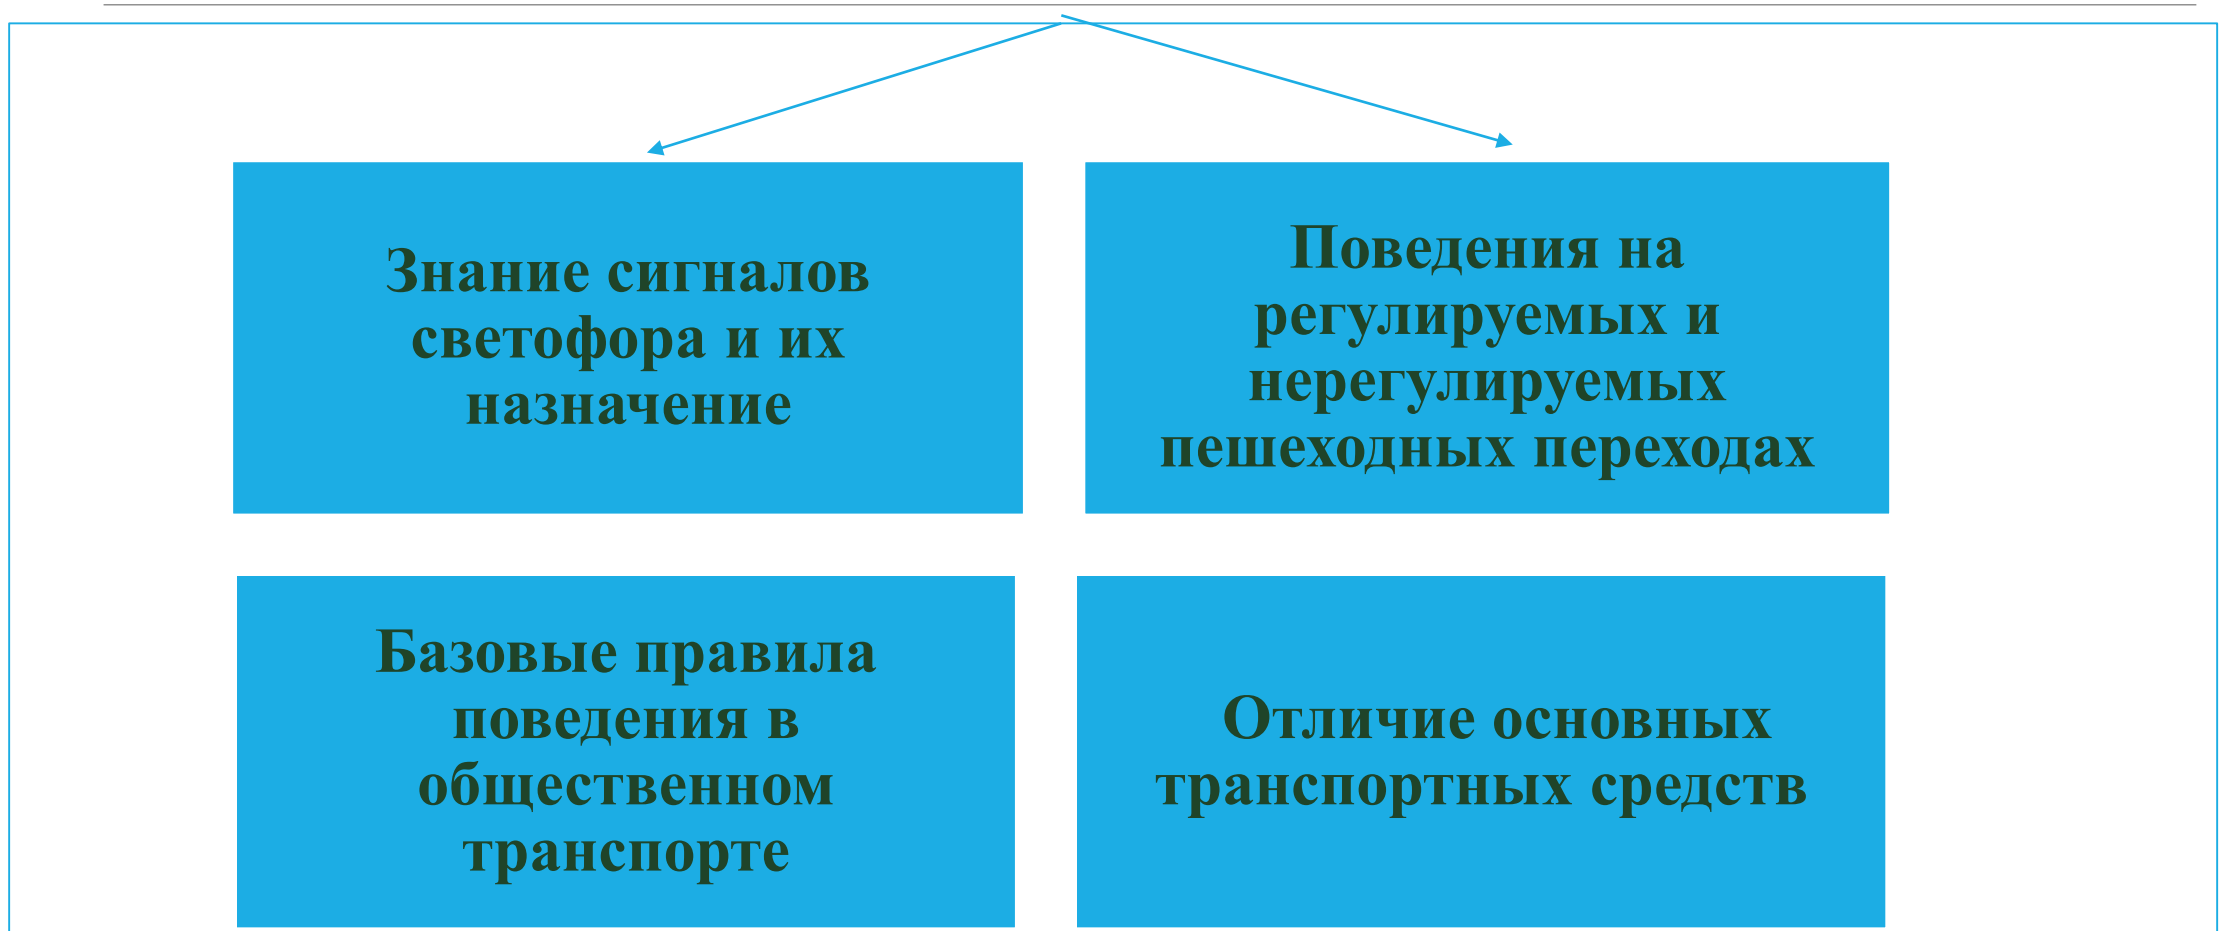 Знание сигналов
светофора и их
назначение
Поведения на
регулируемых и
нерегулируемых
пешеходных переходах
Базовые правила
поведения в
общественном
транспорте
Отличие основных
транспортных средств